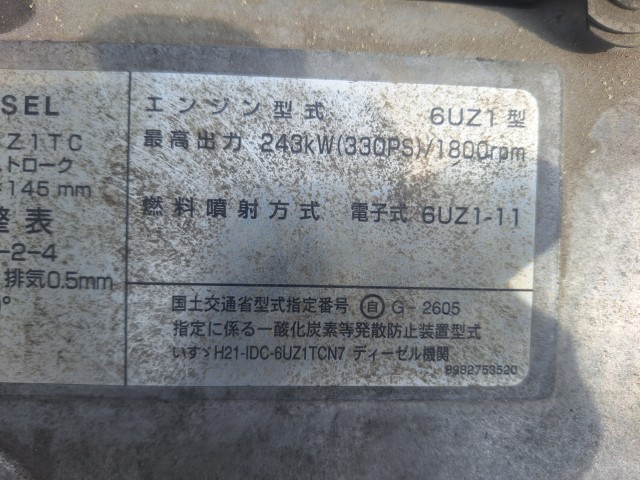 SEL
Z1TC
トローク
145 mm
整表
-2-4
排気0.5mm
エンジン型式 6UZ1型
最高出力 243kW(330PS)/1800rpm
燃料噴射方式 電子式 6UZ1-11
国土交通省型式指定番号 自 G - 2605
指定に係る一酸化炭素等発散防止装置型式
いすゞH21-IDC-6UZ1TCN7 ディーゼル機関
8982753520